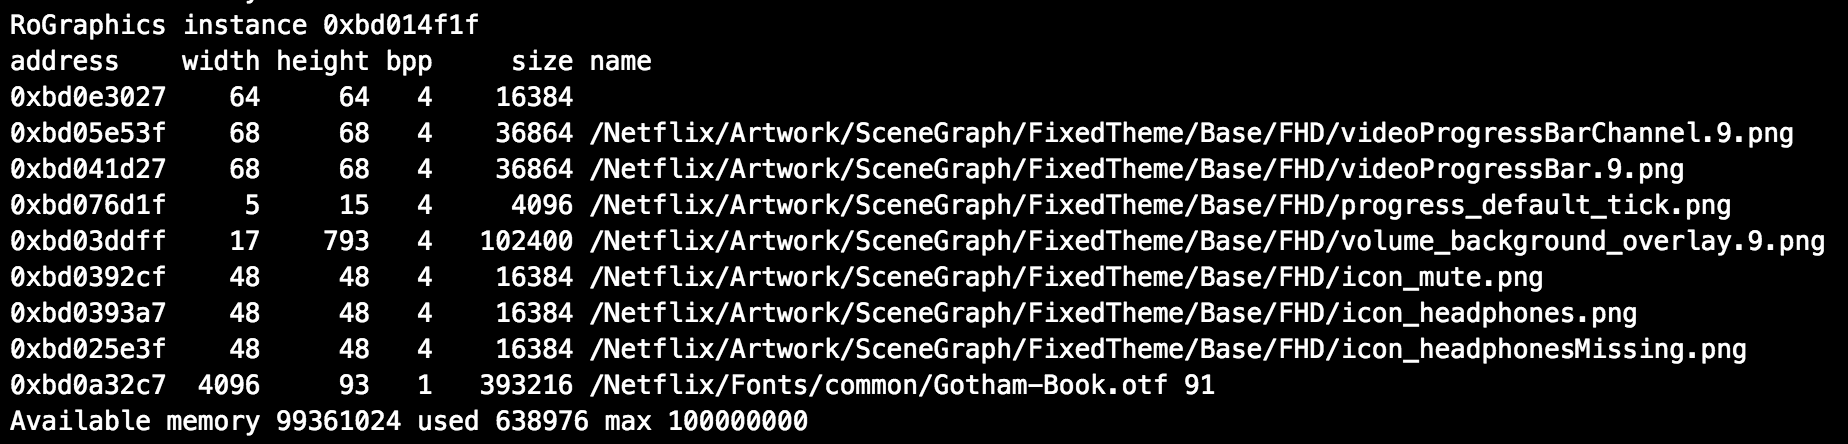 RoGraphics instance 0xbd014f1f
address width height bpp size name
0xbd0e3027 64 64 4 16384
0xbd05e53f 68 68 4 36864 /Netflix/Artwork/SceneGraph/FixedTheme/Base/FHD/videoProgressBarChannel.9.png
0xbd041d27 68 68 4 36864 /Netflix/Artwork/SceneGraph/FixedTheme/Base/FHD/videoProgressBar.9.png
0xbd076d1f 5 15 4 4096 /Netflix/Artwork/SceneGraph/FixedTheme/Base/FHD/progress_default_tick.png
0xbd03ddff 17 793 4 102400 /Netflix/Artwork/SceneGraph/FixedTheme/Base/FHD/volume_background_overlay.9.png
0xbd0392cf 48 48 4 16384 /Netflix/Artwork/SceneGraph/FixedTheme/Base/FHD/icon_mute.png
0xbd0393a7 48 48 4 16384 /Netflix/Artwork/SceneGraph/FixedTheme/Base/FHD/icon_headphones.png
0xbd025e3f 48 48 4 16384 /Netflix/Artwork/SceneGraph/FixedTheme/Base/FHD/icon_headphonesMissing.png
0xbd0a32c7 4096 93 1 393216 /Netflix/Fonts/common/Gotham-Book.otf 91
Available memory 99361024 used 638976 max 100000000